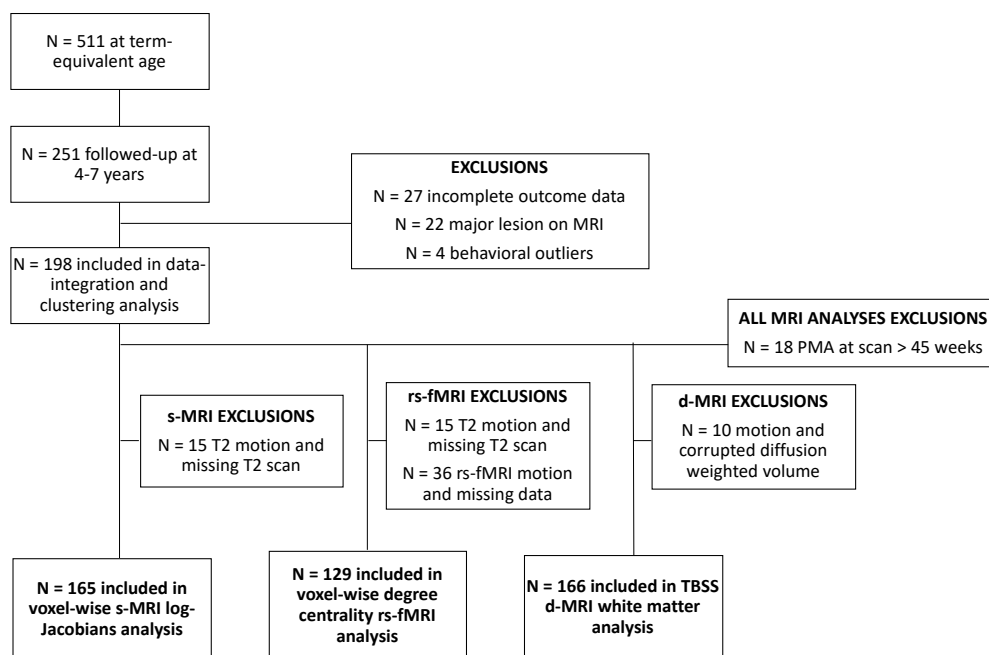 N = 511 at term-
equivalent age
N = 251 followed-up at
4-7 years
EXCLUSIONS
N = 27 incomplete outcome data
N = 22 major lesion on MRI
N = 4 behavioral outliers
N = 198 included in data-
integration and
clustering analysis
ALL MRI ANALYSES EXCLUSIONS
N = 18 PMA at scan > 45 weeks
s-MRI EXCLUSIONS
N = 15 T2 motion and
missing T2 scan
rs-fMRI EXCLUSIONS
N = 15 T2 motion and
missing T2 scan
N = 36 rs-fMRI motion
and missing data
d-MRI EXCLUSIONS
N = 10 motion and
corrupted diffusion
weighted volume
N = 165 included in
voxel-wise s-MRI log-
Jacobians analysis
N = 129 included in
voxel-wise degree
centrality rs-fMRI
analysis
N = 166 included in TBSS
d-MRI white matter
analysis